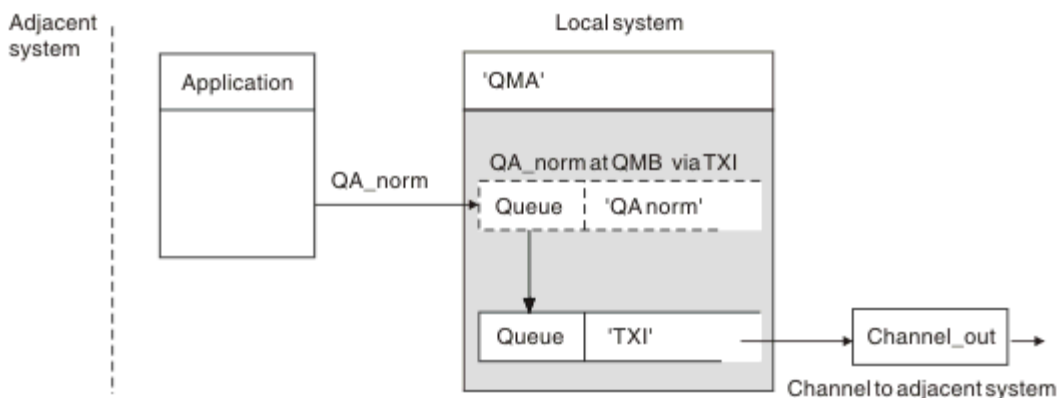 Adjacent
system
Local system
Application
'QMA'
QA_norm at QMB via TXI
QA_norm
Queue 'QA norm'
Queue 'TXI'
Channel_out
Channel to adjacent system